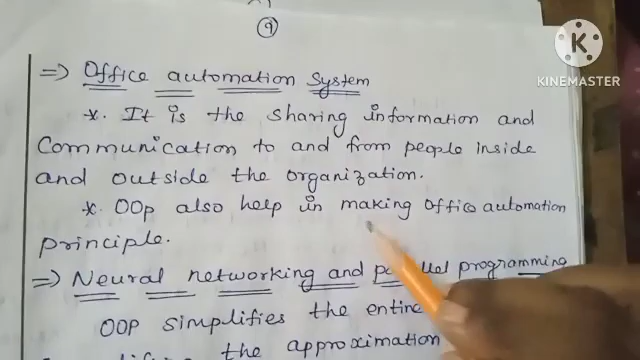 9
K
KINEMASTER
=> Office automation System
*. It is the sharing information and
Communication to and from people inside
and outside the organization.
*. OOP also help in making Office automation
principle.
=> Neural networking and parallel programming
OOP simplifies the entire
the approximation